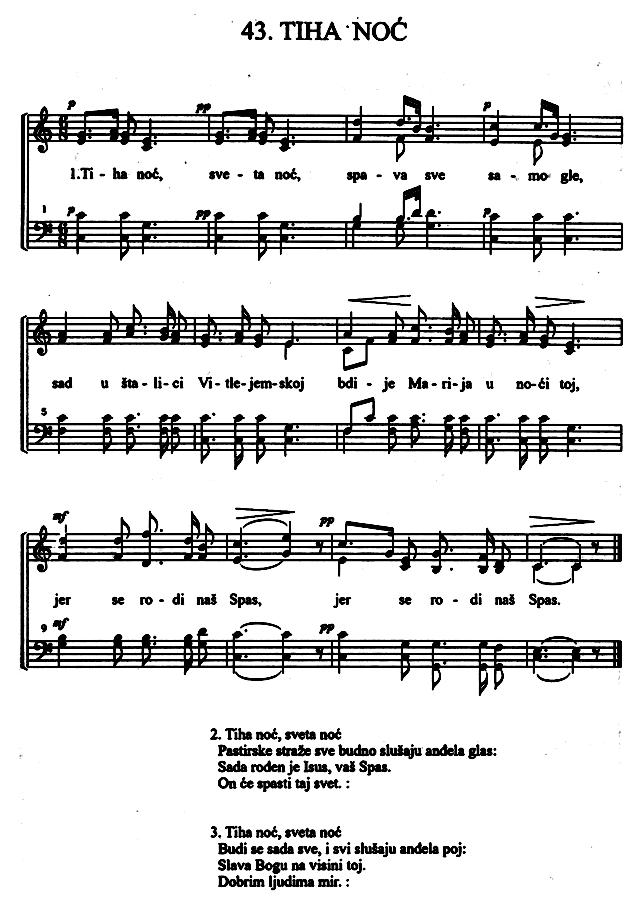 43. TIHA NOĆ
p pp p
1.Ti - ha noć, sve - ta noć, spa - va sve sa - mo gle,
1 p pp
sad u šta - li - ci Vi - tle - jem - skoj bdi - je Ma - ri - ja u no - ći toj,
5
mf pp
jer se ro - di naš Spas, jer se ro - di naš Spas.
9 mf pp
2. Tiha noć, sveta noć
Pastirske straže sve budno slušaju anđela glas:
Sada rođen je Isus, vaš Spas.
On će spasti taj svet. :
3. Tiha noć, sveta noć
Budi se sada sve, i svi slušaju anđela poj:
Slava Bogu na visini toj.
Dobrim ljudima mir. :